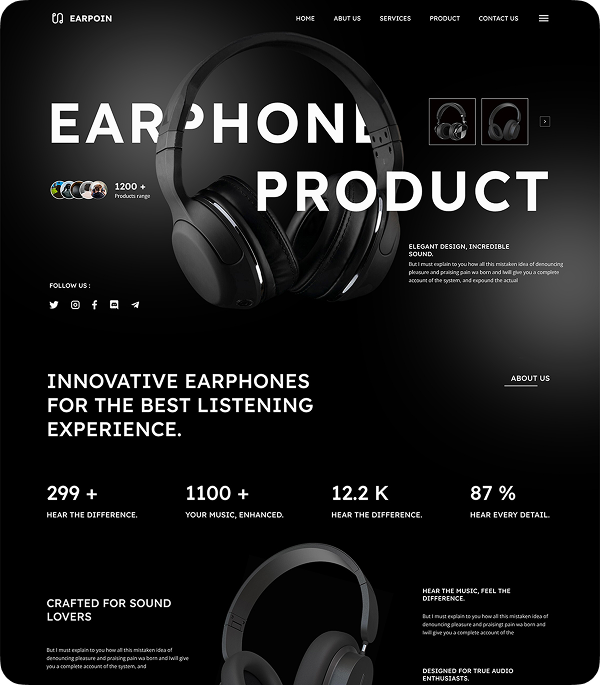 EARPOIN
HOME ABUT US SERVICES PRODUCT CONTACT US
EARPHONE
PRODUCT
1200 +
Products range
ELEGANT DESIGN, INCREDIBLE
SOUND.
But I must explain to you how all this mistaken idea of denouncing
pleasure and praising pain wa born and Iwill give you a complete
account of the system, and expound the actual
FOLLOW US :
INNOVATIVE EARPHONES
FOR THE BEST LISTENING
EXPERIENCE.
ABOUT US
299 +
HEAR THE DIFFERENCE.
1100 +
YOUR MUSIC, ENHANCED.
12.2 K
HEAR THE DIFFERENCE.
87 %
HEAR EVERY DETAIL.
CRAFTED FOR SOUND
LOVERS
But I must explain to you how all this mistaken idea of
denouncing pleasure and praising pain wa born and Iwill give
you a complete account of the system, and
HEAR THE MUSIC, FEEL THE
DIFFERENCE.
But I must explain to you how all this mistaken idea of
denouncing pleasure and praisingt pain wa born and
Iwill give you a complete account of the
DESIGNED FOR TRUE AUDIO
ENTHUSIASTS.